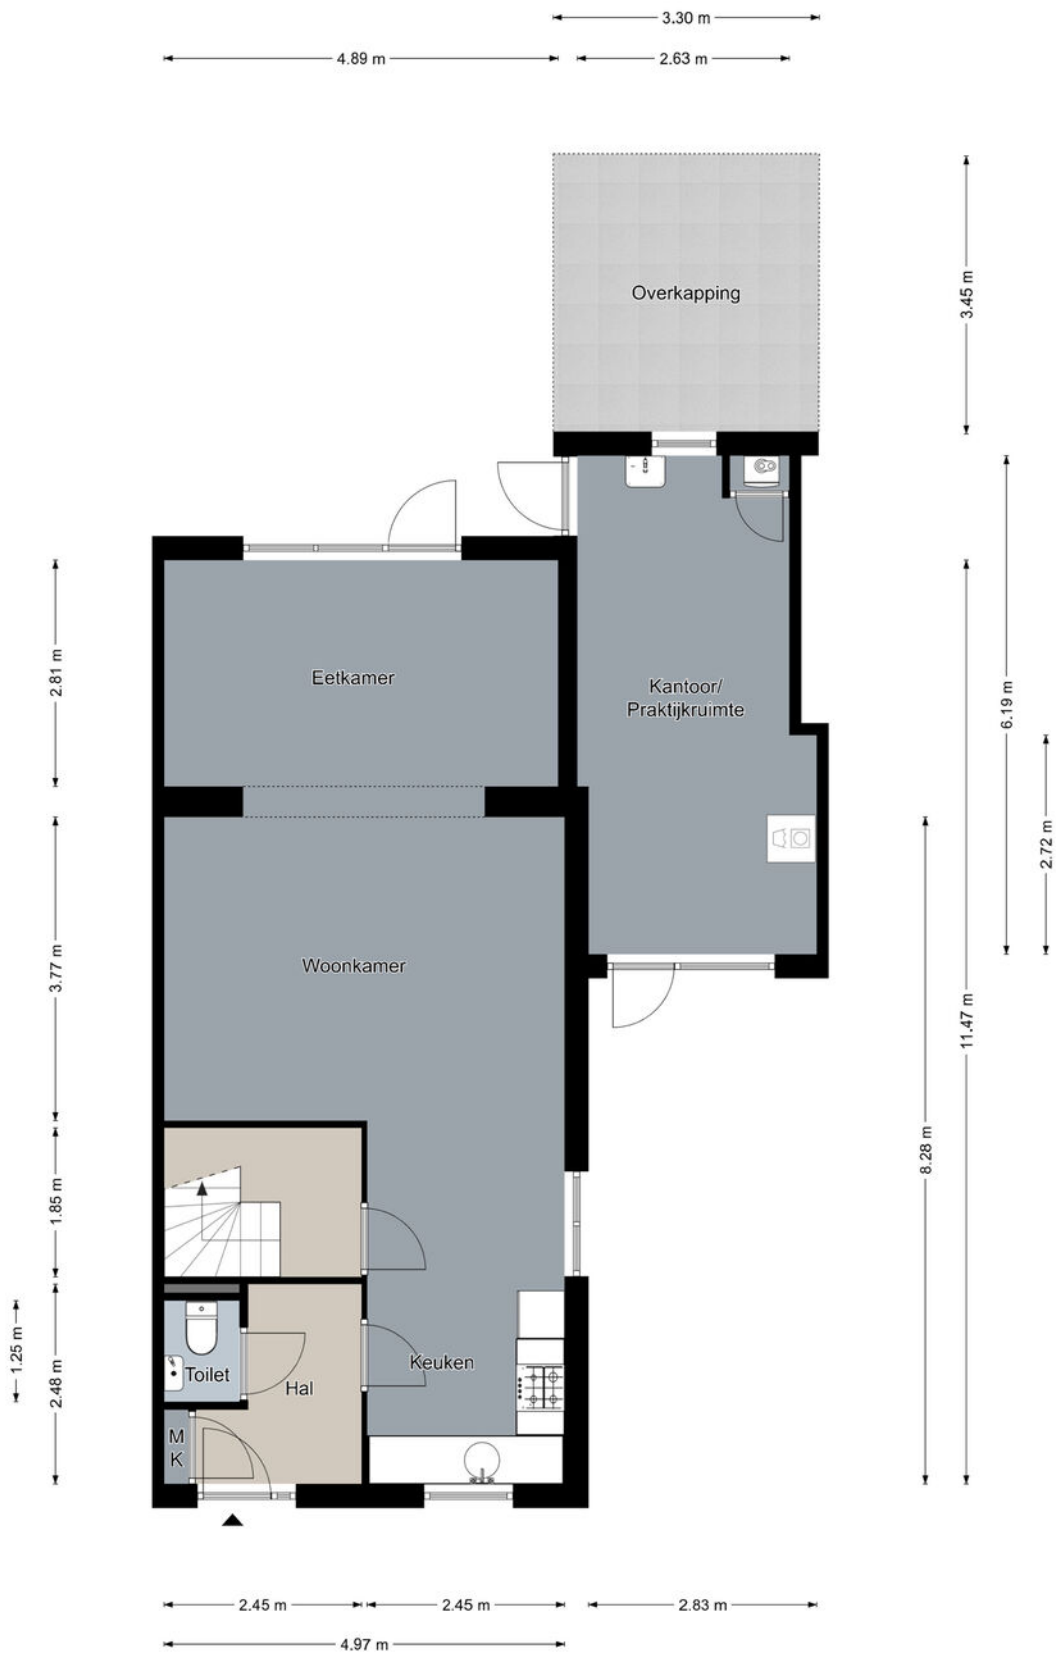 3.30 m
4.89 m
2.63 m
Overkapping
3.45 m
Eetkamer
2.81 m
Kantoor/
Praktijkruimte
6.19 m
2.72 m
Woonkamer
3.77 m
11.47 m
8.28 m
1.85 m
1.25 m
2.48 m
Toilet
Hal
Keuken
M
K
2.45 m
2.45 m
2.83 m
4.97 m